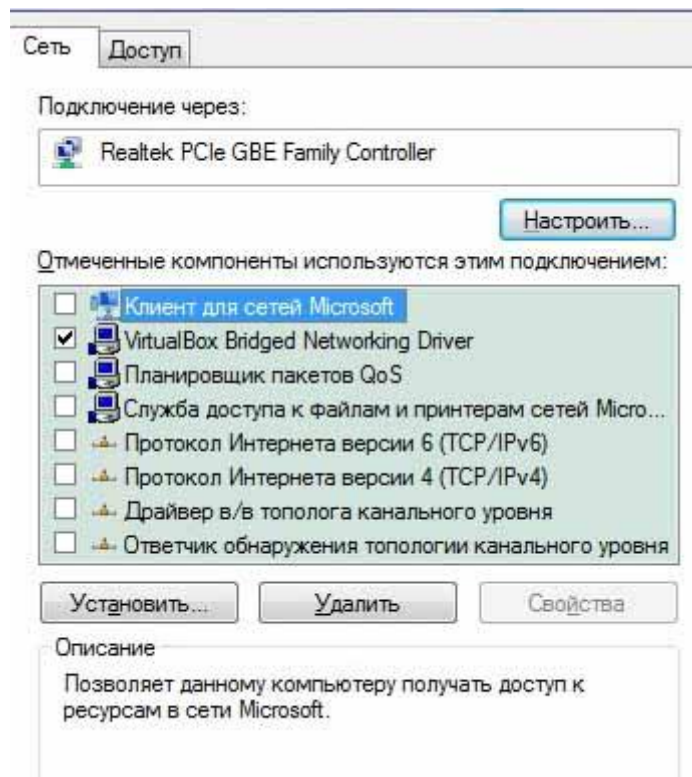 Сеть
Доступ
Подключение через:
Realtek PCIe GBE Family Controller
Настроить...
Отмеченные компоненты используются этим подключением:
Клиент для сетей Microsoft
VirtualBox Bridged Networking Driver
Планировщик пакетов QoS
Служба доступа к файлам и принтерам сетей Micro...
Протокол Интернета версии 6 (TCP/IPv6)
Протокол Интернета версии 4 (TCP/IPv4)
Драйвер в/в тополога канального уровня
Ответчик обнаружения топологии канального уровня
Установить...
Удалить
Свойства
Описание
Позволяет данному компьютеру получать доступ к
ресурсам в сети Microsoft.